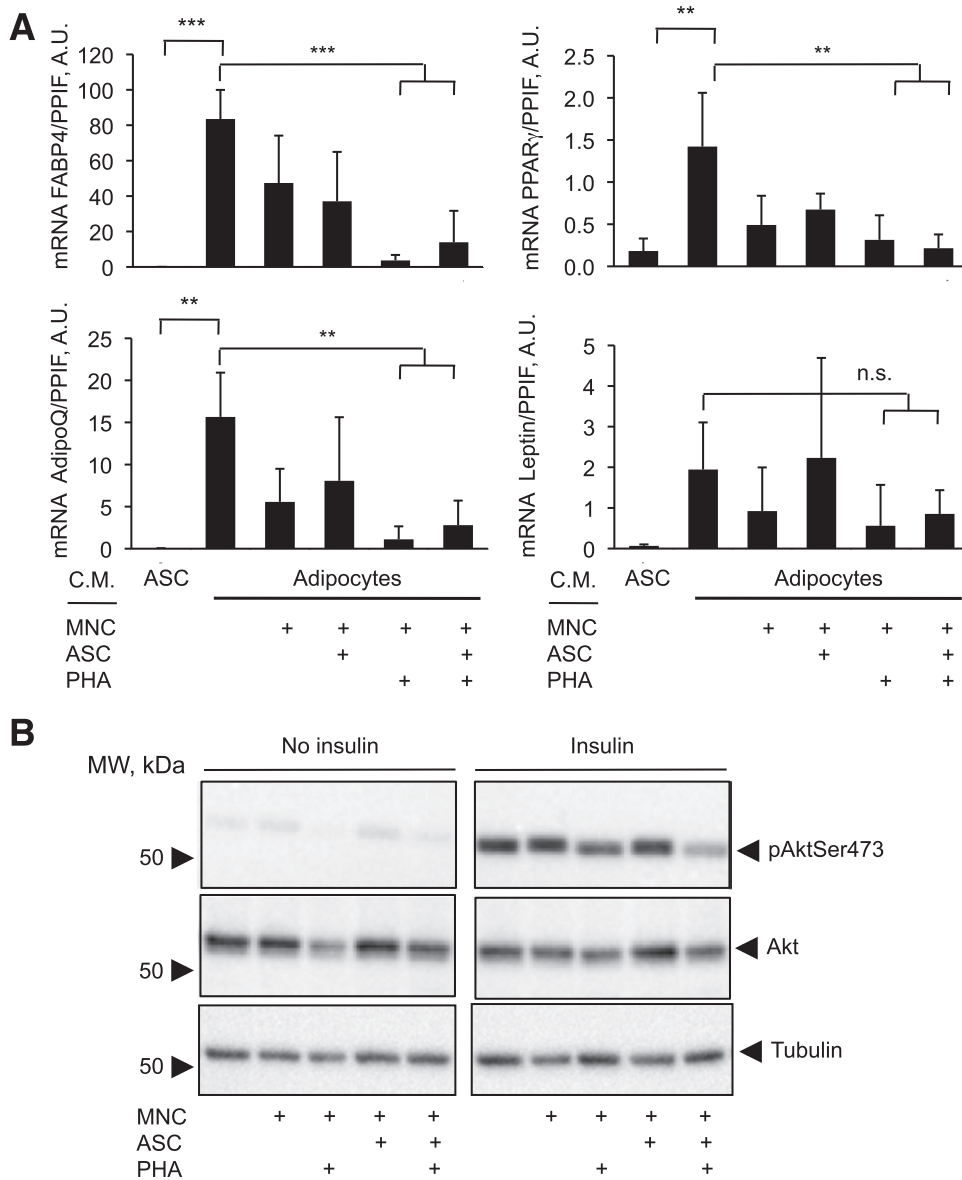 A
***
***
mRNA FABP4/PPIF, A.U.
120
100
80
60
40
20
0
**
**
mRNA PPARγ/PPIF, A.U.
2.5
2.0
1.5
1.0
0.5
0.0
**
**
mRNA AdipoQ/PPIF, A.U.
25
20
15
10
5
0
n.s.
mRNA Leptin/PPIF, A.U.
5
4
3
2
1
0
C.M. ASC Adipocytes
MNC + + + +
ASC + +
PHA + +
C.M. ASC Adipocytes
MNC + + + +
ASC + +
PHA + +
B
No insulin Insulin
MW, kDa
50 pAktSer473
50 Akt
50 Tubulin
MNC + + + + + + + +
ASC + + + +
PHA + + + +